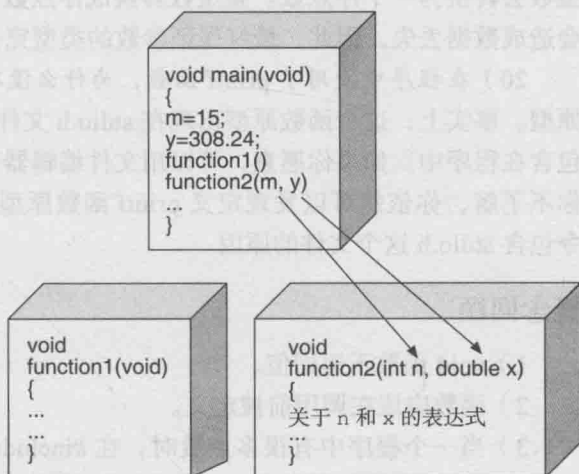 void main(void)
{
m=15;
y=308.24;
function1()
function2(m, y)
...
}
void
function1(void)
{
...
...
}
void
function2(int n, double x)
{
关于 n 和 x 的表达式
...
}